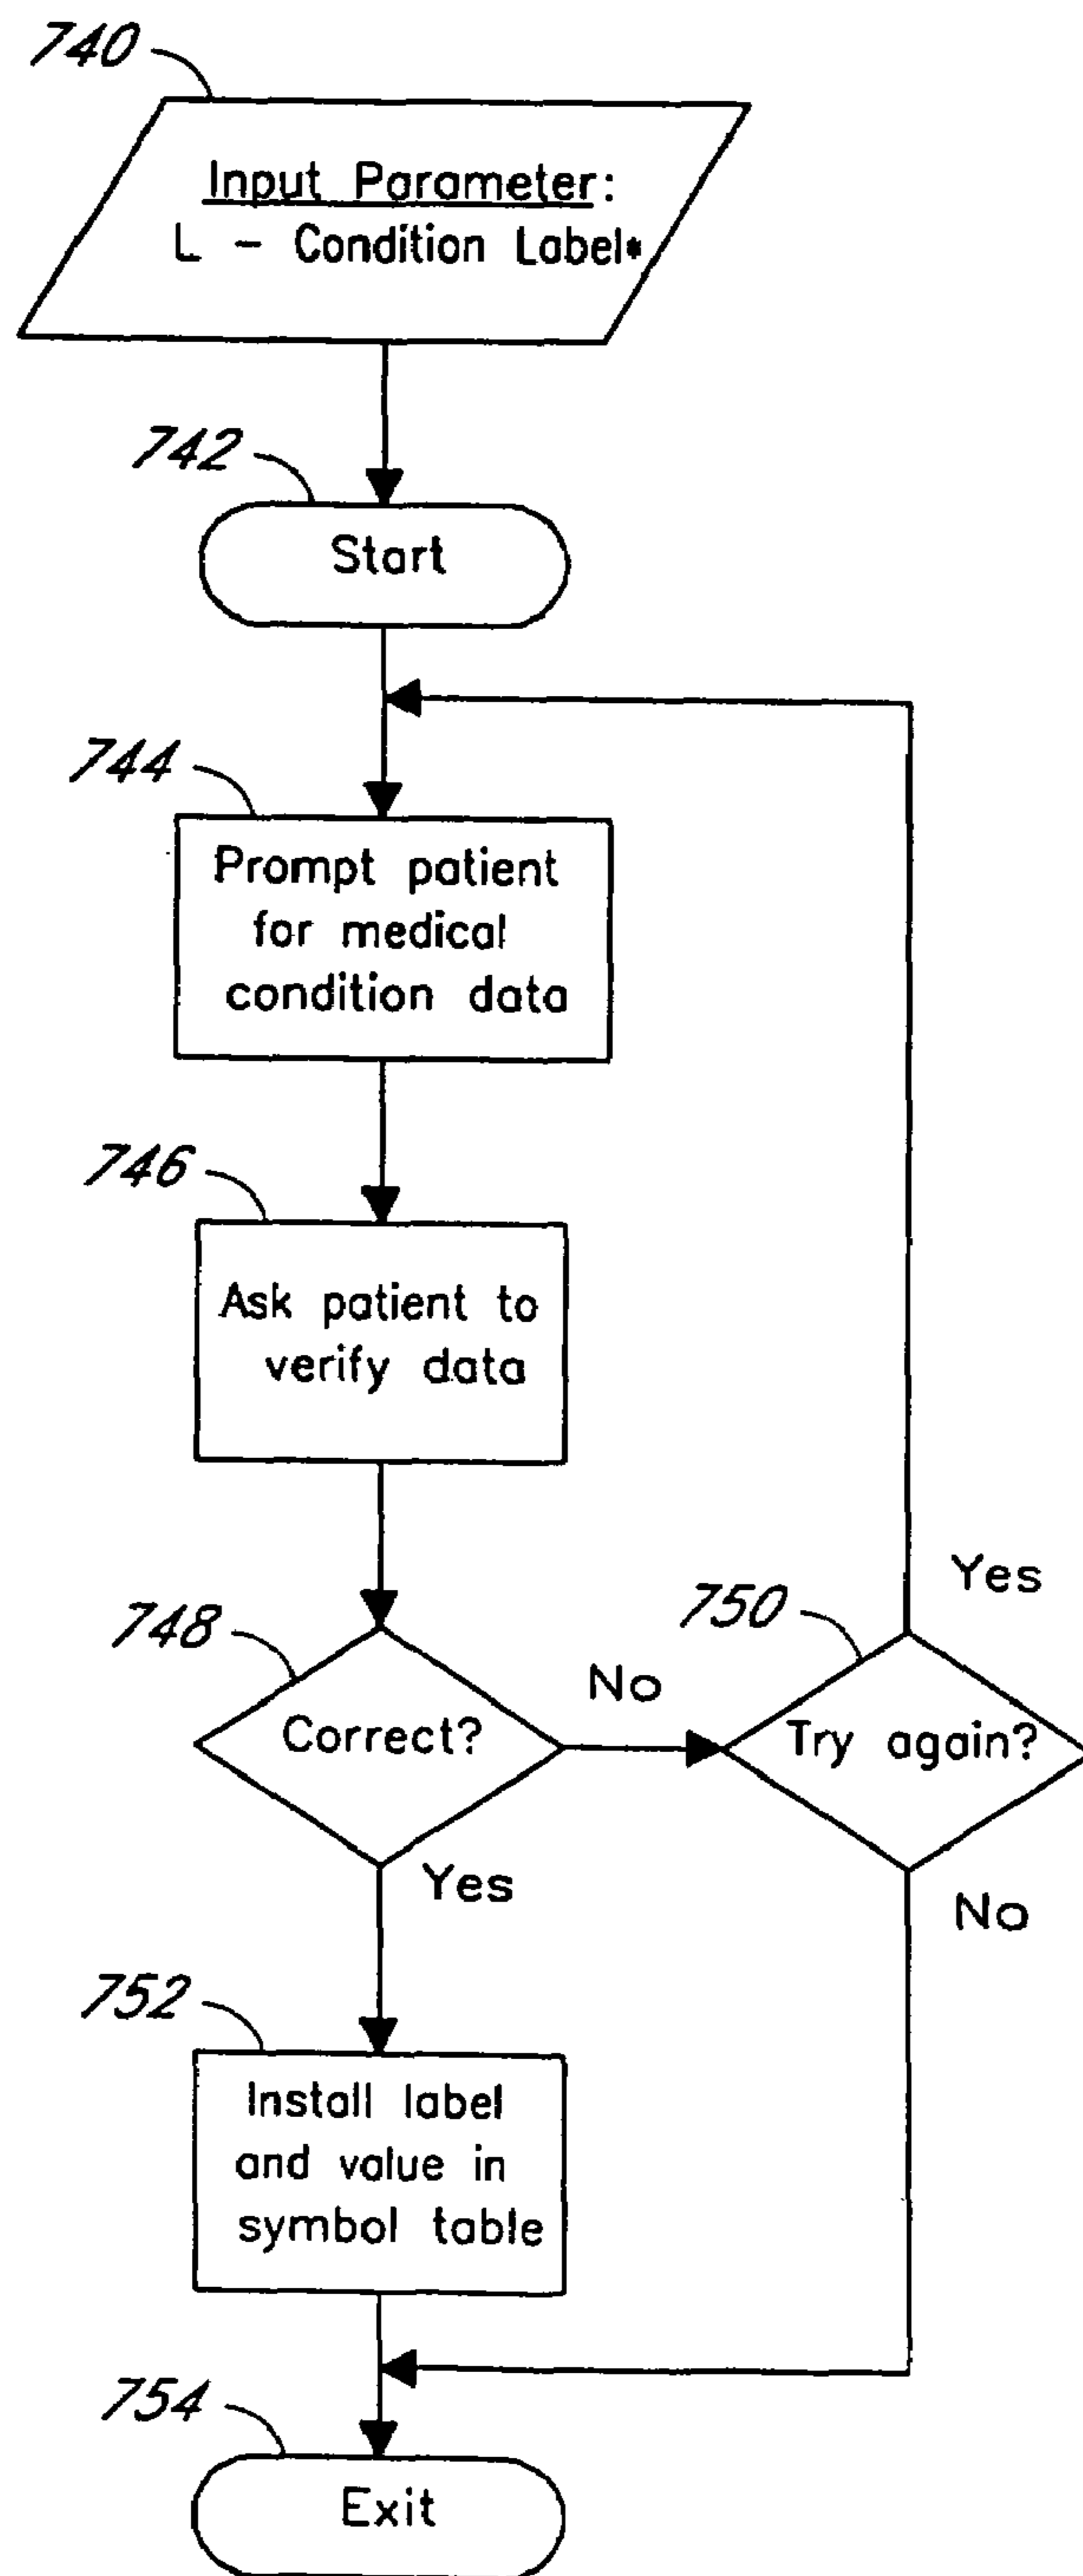 740
Input Parameter:
L - Condition Label*
742
Start
744
Prompt patient
for medical
condition data
746
Ask patient to
verify data
748
Correct?
No
750
Try again?
Yes
Yes
No
752
Install label
and value in
symbol table
754
Exit